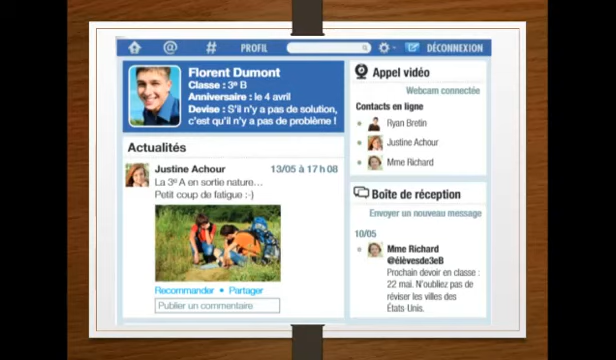 @ # PROFIL DÉCONNEXION
Florent Dumont
Classe : 3e B
Anniversaire : le 4 avril
Devise : S'il n'y a pas de solution,
c'est qu'il n'y a pas de problème !
Actualités
Justine Achour 13/05 à 17 h 08
La 3e A en sortie nature...
Petit coup de fatigue ;-)
Recommander • Partager
Publier un commentaire
Appel vidéo
Webcam connectée
Contacts en ligne
Ryan Bretin
Justine Achour
Mme Richard
Boîte de réception
Envoyer un nouveau message
10/05
Mme Richard
@élèvesde3eB
Prochain devoir en classe :
22 mai. N'oubliez pas de
réviser les villes des
États-Unis.